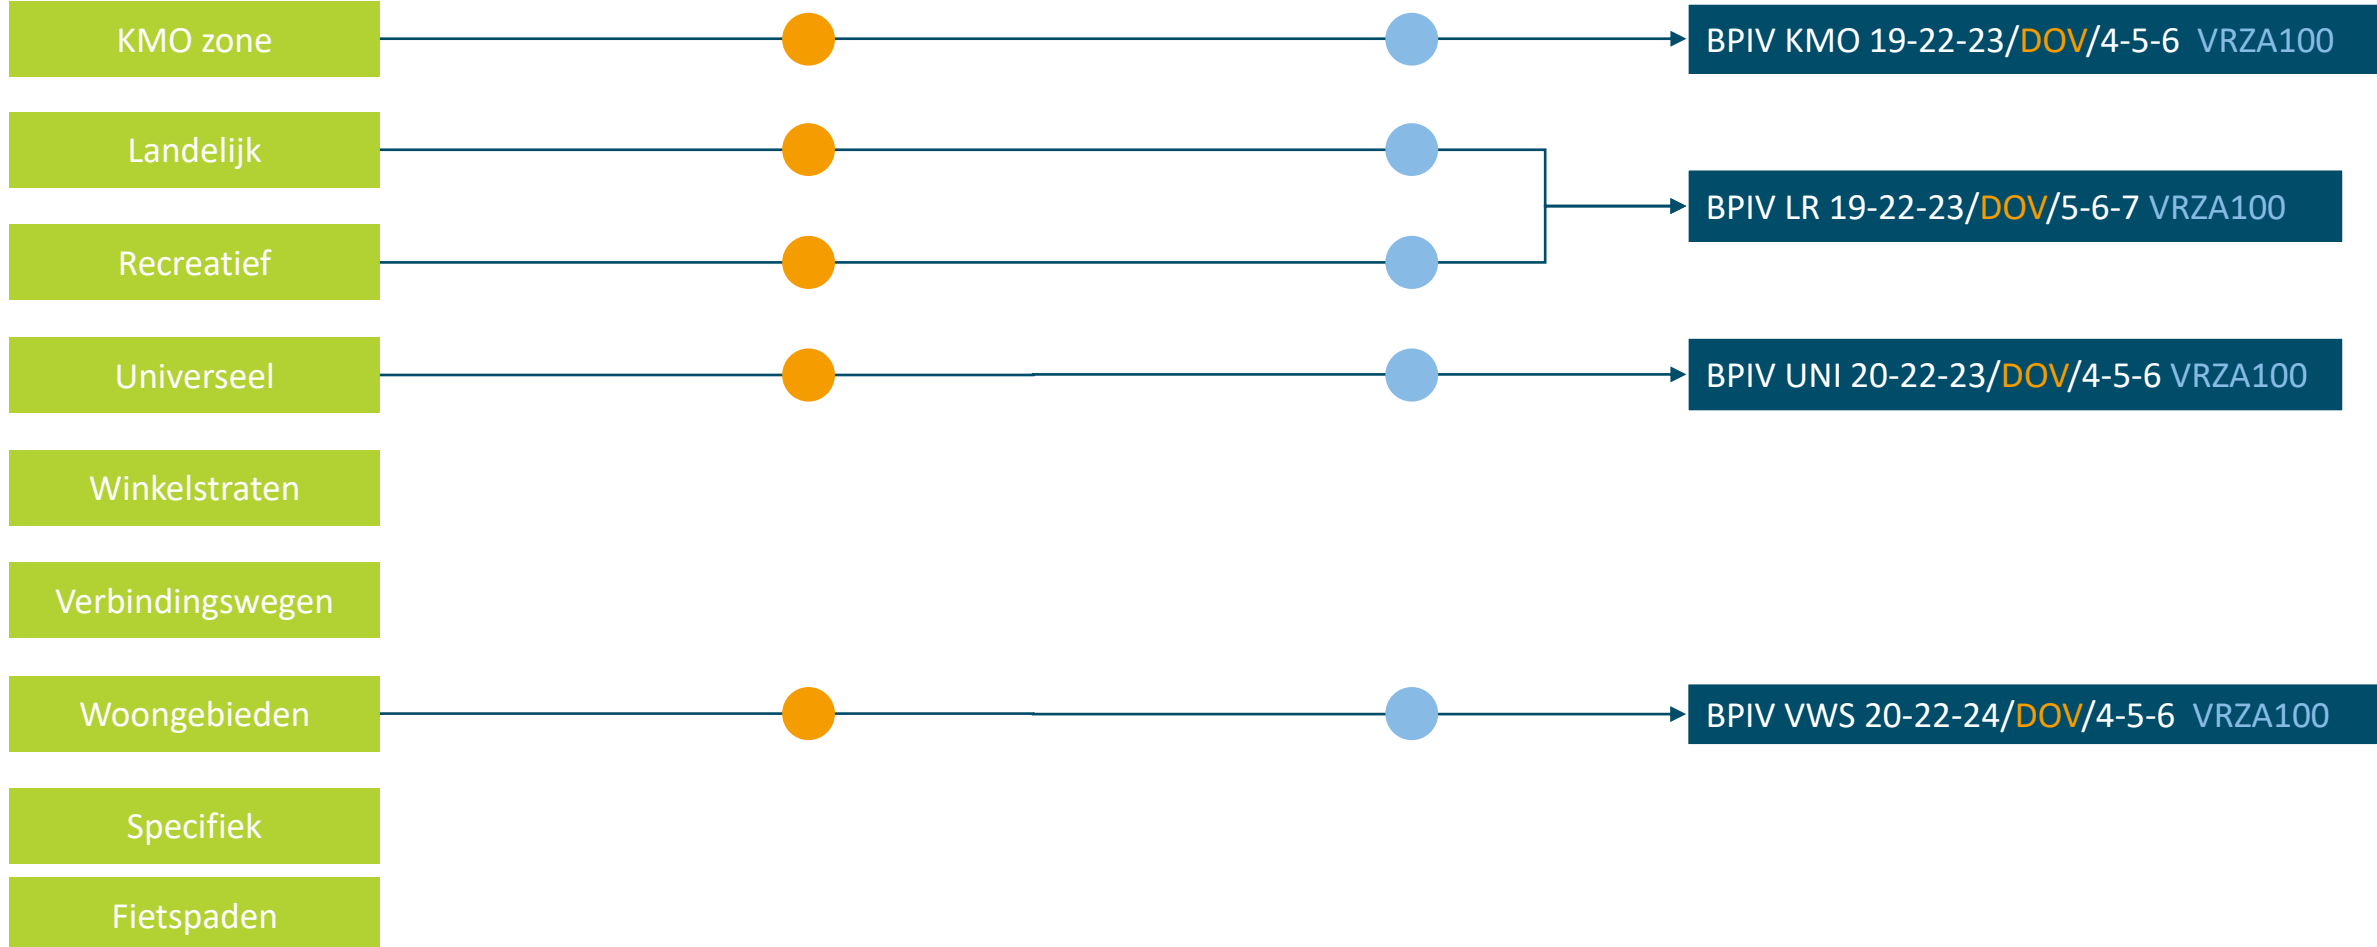 KMO zone
BPIV KMO 19-22-23/DOV/4-5-6 VRZA100
Landelijk
BPIV LR 19-22-23/DOV/5-6-7 VRZA100
Recreatief
Universeel
BPIV UNI 20-22-23/DOV/4-5-6 VRZA100
Winkelstraten
Verbindingswegen
Woongebieden
BPIV VWS 20-22-24/DOV/4-5-6 VRZA100
Specifiek
Fietspaden